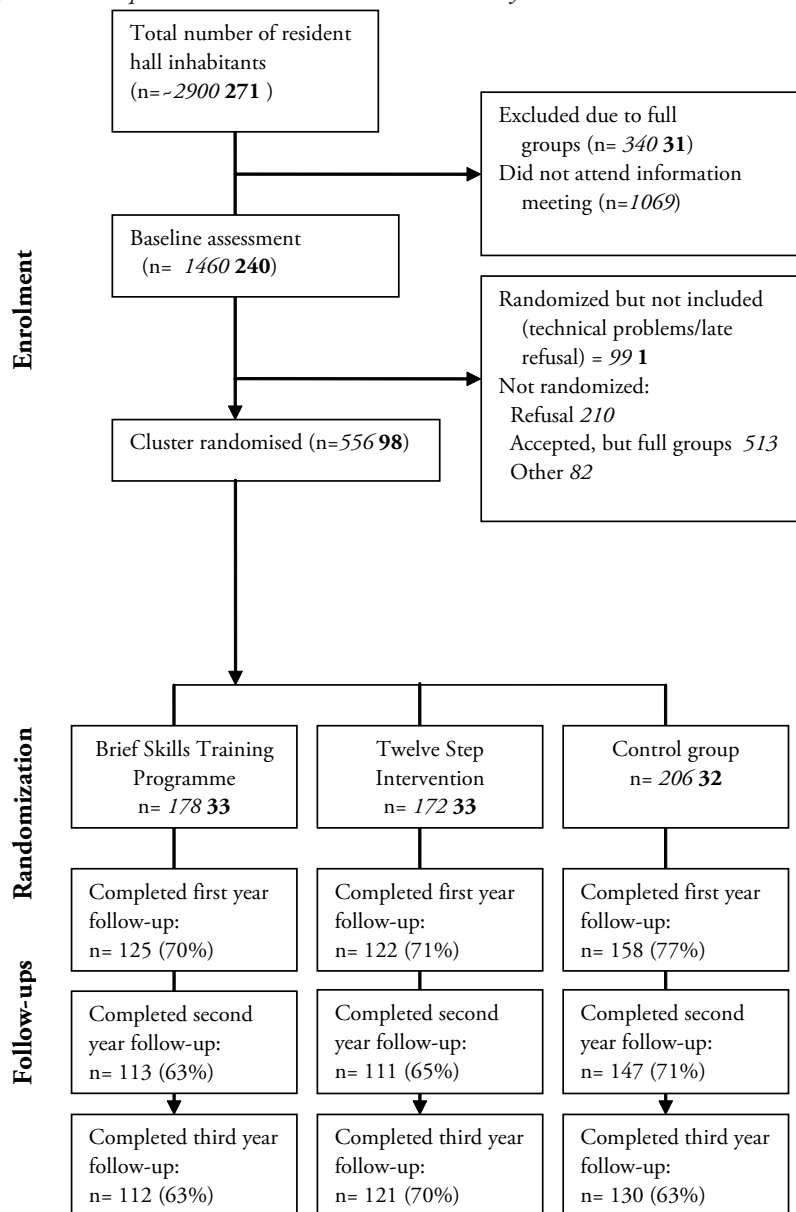 Total number of resident
hall inhabitants
(n=~2900 271 )
Excluded due to full
groups (n= 340 31)
Did not attend information
meeting (n=1069)
Enrolment
Baseline assessment
(n= 1460 240)
Randomized but not included
(technical problems/late
refusal) = 99 1
Not randomized:
Refusal 210
Accepted, but full groups 513
Other 82
Cluster randomised (n=556 98)
Randomization
Brief Skills Training
Programme
n= 178 33
Twelve Step
Intervention
n= 172 33
Control group
n= 206 32
Follow-ups
Completed first year
follow-up:
n= 125 (70%)
Completed first year
follow-up:
n= 122 (71%)
Completed first year
follow-up:
n= 158 (77%)
Completed second
year follow-up:
n= 113 (63%)
Completed second
year follow-up:
n= 111 (65%)
Completed second
year follow-up:
n= 147 (71%)
Completed third year
follow-up:
n= 112 (63%)
Completed third year
follow-up:
n= 121 (70%)
Completed third year
follow-up:
n= 130 (63%)